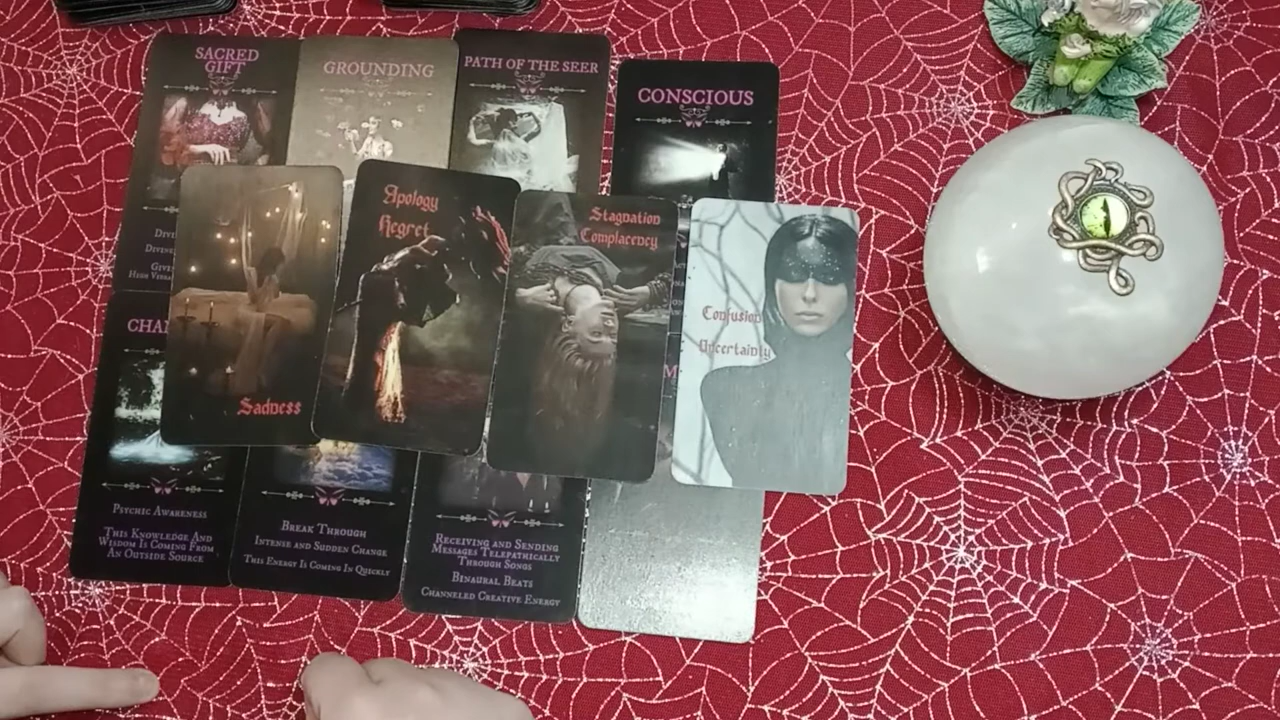 SACRED
GIFT
GROUNDING
PATH OF THE SEER
CONSCIOUS
Apology
Regret
Stagnation
Complacency
Confusion
Uncertainty
Sadness
High
Psychic Awareness
This Knowledge And
Wisdom Is Coming From
An Outside Source
Break Through
Intense and Sudden Change
This Energy Is Coming In Quickly
Receiving and Sending
Messages Telepathically
Through Songs
Binaural Beats
Channeled Creative Energy